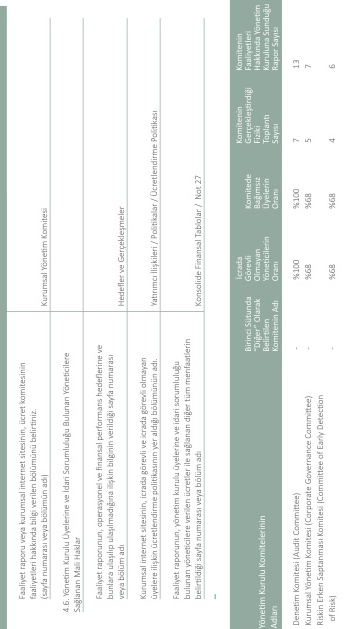 Faaliyet raporu veya kurumsal internet sitesinin, ücret komitesinin
faaliyetleri hakkında bilgi verilen bölümünü belirtiniz.
(sayfa numarası veya bölümün adı)
Kurumsal Yönetim Komitesi
4.6. Yönetim Kurulu Üyelerine ve İdari Sorumluluğu Bulunan Yöneticilere
Sağlanan Mali Haklar
Faaliyet raporunun, operasyonel ve finansal performans hedeflerine ve
bunlara ulaşılıp ulaşılmadığına ilişkin bilginin verildiği sayfa numarası
veya bölüm adı
Hedefler ve Gerçekleşmeler
Kurumsal internet sitesinin, icrada görevli ve icrada görevli olmayan
üyelere ilişkin ücretlendirme politikasının yer aldığı bölümünün adı.
Yatırımcı İlişkileri / Politikalar / Ücretlendirme Politikası
Faaliyet raporunun, yönetim kurulu üyelerine ve idari sorumluluğu
bulunan yöneticilere verilen ücretler ile sağlanan diğer tüm menfaatlerin
belirtildiği sayfa numarası veya bölüm adı
Konsolide Finansal Tablolar / Not 27
Yönetim Kurulu Komitelerinin
Adları
Birinci Sütunda
"Diğer" Olarak
Belirtilen
Komitenin Adı
İcrada
Görevli
Olmayan
Yöneticilerin
Oranı
Komitede
Bağımsız
Üyelerin
Oranı
Komitenin
Gerçekleştirdiği
Fiziki
Toplantı
Sayısı
Komitenin
Faaliyetleri
Hakkında Yönetim
Kuruluna Sunduğu
Rapor Sayısı
Denetim Komitesi (Audit Committee) - %100 %100 7 13
Kurumsal Yönetim Komitesi (Corporate Governance Committee) - %68 %68 5 7
Riskin Erken Saptanması Komitesi (Committee of Early Detection
of Risk) - %68 %68 4 6